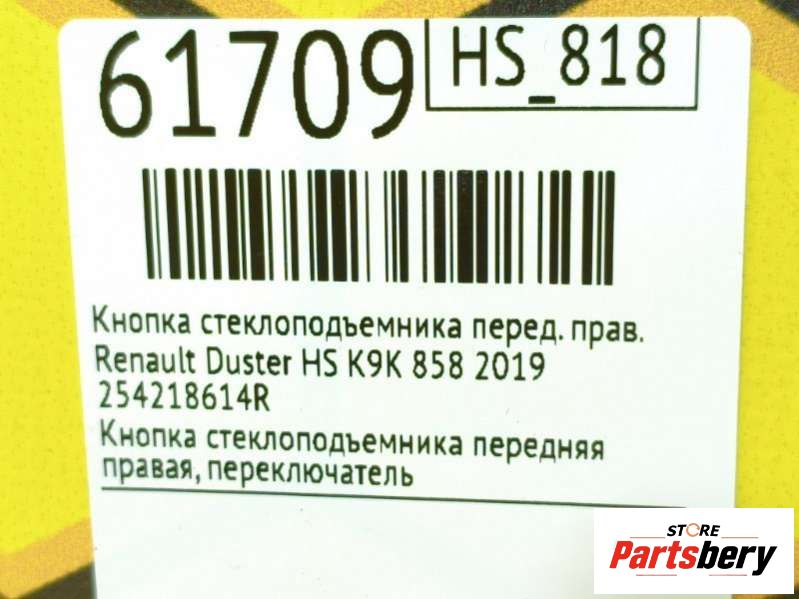 61709
HS_818
Кнопка стеклоподъемника перед. прав.
Renault Duster HS K9K 858 2019
254218614R
Кнопка стеклоподъемника передняя
правая, переключатель
STORE
Partsbery